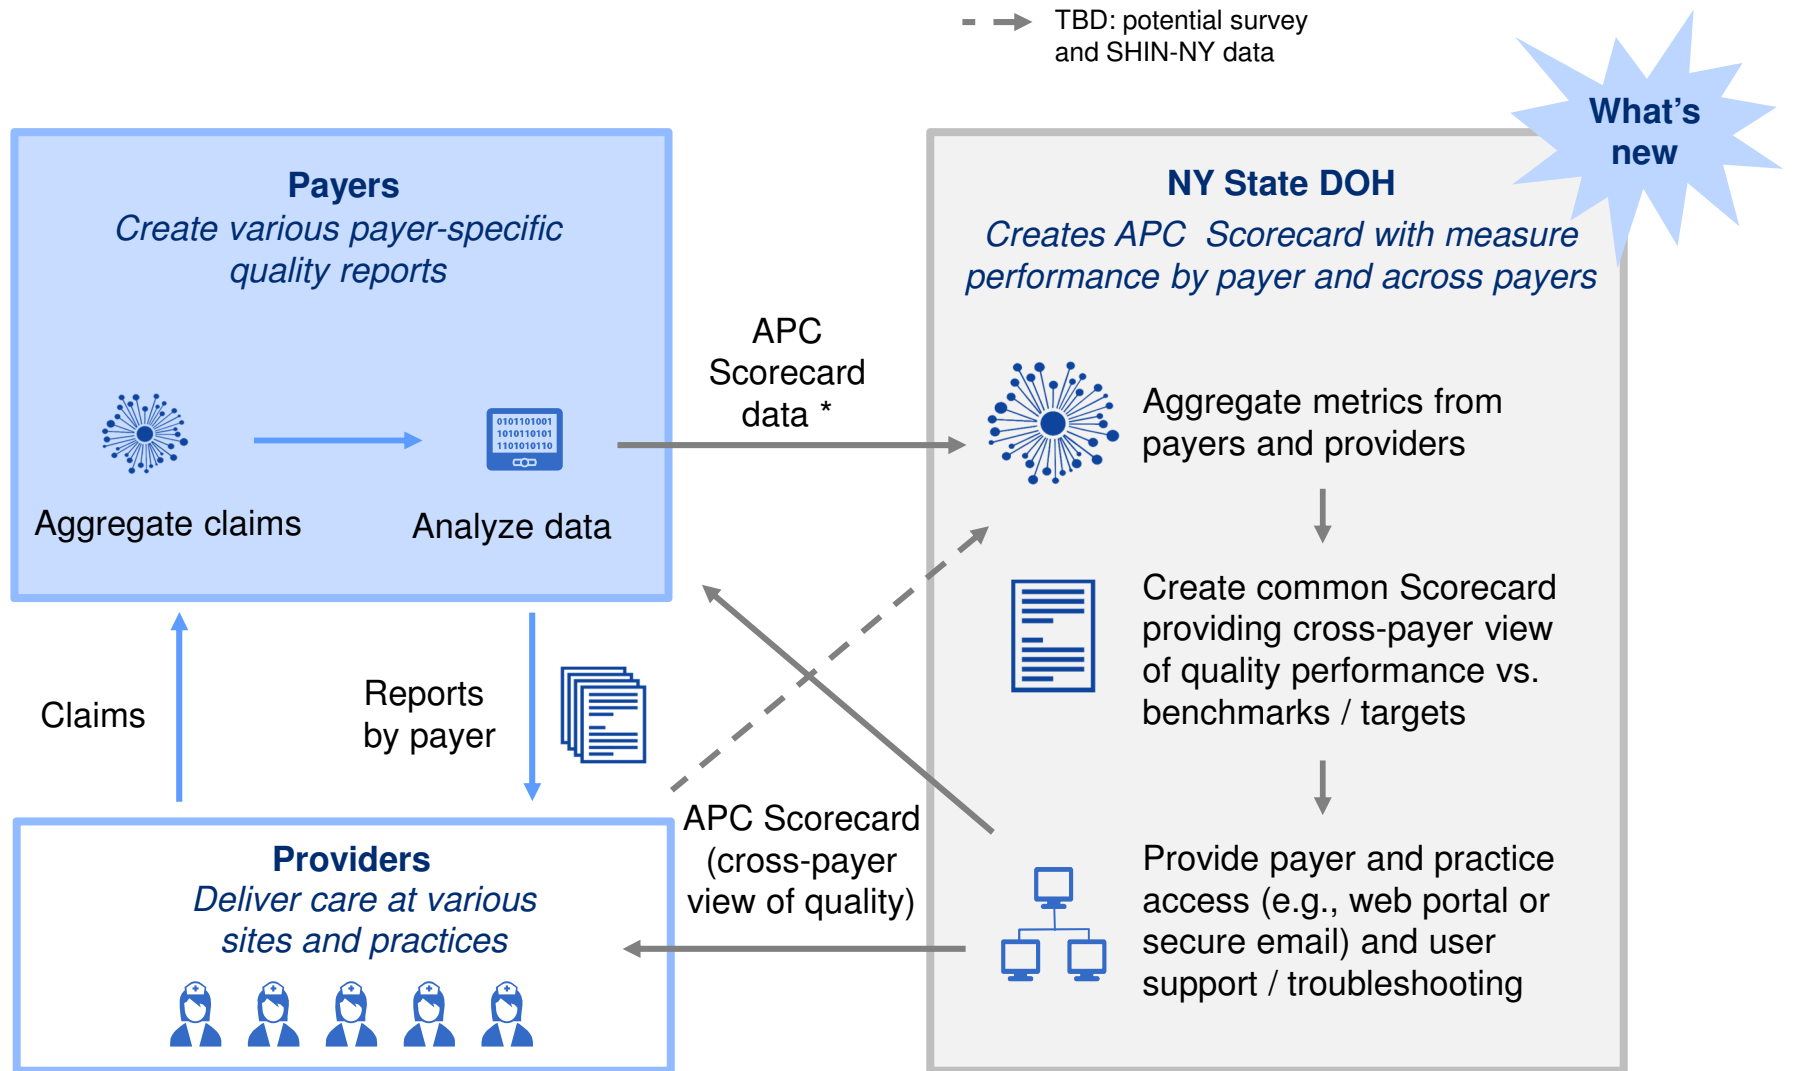 TBD: potential survey
and SHIN-NY data
What's
new
Payers
Create various payer-specific
quality reports
0101101001
1010110101
1101010110
Aggregate claims
Analyze data
APC
Scorecard
data *
NY State DOH
Creates APC Scorecard with measure
performance by payer and across payers
Aggregate metrics from
payers and providers
Create common Scorecard
providing cross-payer view
of quality performance vs.
benchmarks / targets
Provide payer and practice
access (e.g., web portal or
secure email) and user
support / troubleshooting
Claims
Reports
by payer
APC Scorecard
(cross-payer
view of quality)
Providers
Deliver care at various
sites and practices